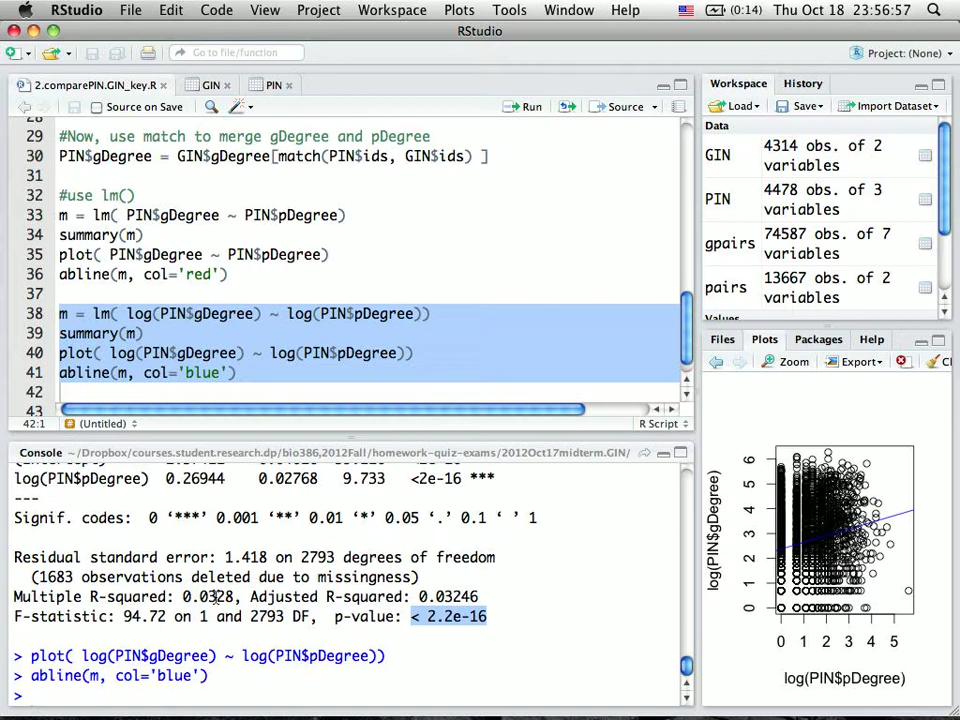 RStudio File Edit Code View Project Workspace Plots Tools Window Help (0:14) Thu Oct 18 23:56:57
RStudio
Go to file/function
Project: (None)
2.comparePIN.GIN_key.R GIN PIN
Source on Save Run Source
28
29 #Now, use match to merge gDegree and pDegree
30 PIN$gDegree = GIN$gDegree[match(PIN$ids, GIN$ids) ]
31
32 #use lm()
33 m = lm( PIN$gDegree ~ PIN$pDegree)
34 summary(m)
35 plot( PIN$gDegree ~ PIN$pDegree)
36 abline(m, col='red')
37
38 m = lm( log(PIN$gDegree) ~ log(PIN$pDegree))
39 summary(m)
40 plot( log(PIN$gDegree) ~ log(PIN$pDegree))
41 abline(m, col='blue')
42
43
42:1 (Untitled) R Script
Console ~/Dropbox/courses.student.research.dp/bio386,2012Fall/homework-quiz-exams/2012Oct17midterm.GIN/
log(PIN$pDegree) 0.26944 0.02768 9.733 <2e-16 ***
---
Signif. codes: 0 ‘***’ 0.001 ‘**’ 0.01 ‘*’ 0.05 ‘.’ 0.1 ‘ ’ 1
Residual standard error: 1.418 on 2793 degrees of freedom
(1683 observations deleted due to missingness)
Multiple R-squared: 0.0328, Adjusted R-squared: 0.03246
F-statistic: 94.72 on 1 and 2793 DF, p-value: < 2.2e-16
> plot( log(PIN$gDegree) ~ log(PIN$pDegree))
> abline(m, col='blue')
>
Workspace History
Load Save Import Dataset
Data
GIN 4314 obs. of 2 variables
PIN 4478 obs. of 3 variables
gpairs 74587 obs. of 7 variables
pairs 13667 obs. of 2 variables
Values
Files Plots Packages Help
Zoom Export Cl
log(PIN$gDegree)
6
5
4
3
2
1
0
0 1 2 3 4 5
log(PIN$pDegree)